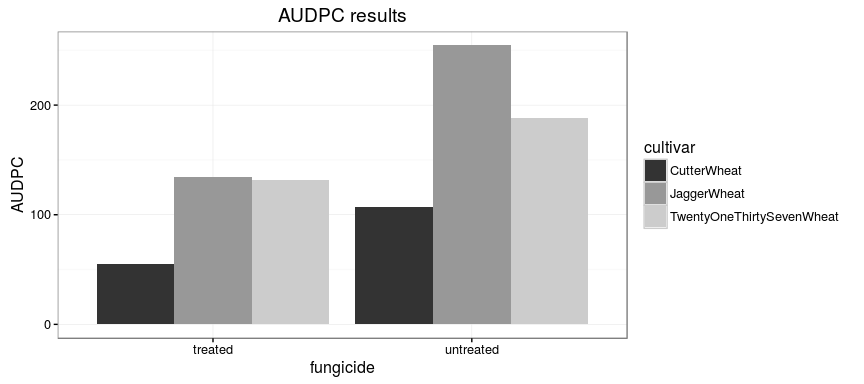 AUDPC results
AUDPC
200
100
0
treated
untreated
fungicide
cultivar
CutterWheat
JaggerWheat
TwentyOneThirtySevenWheat